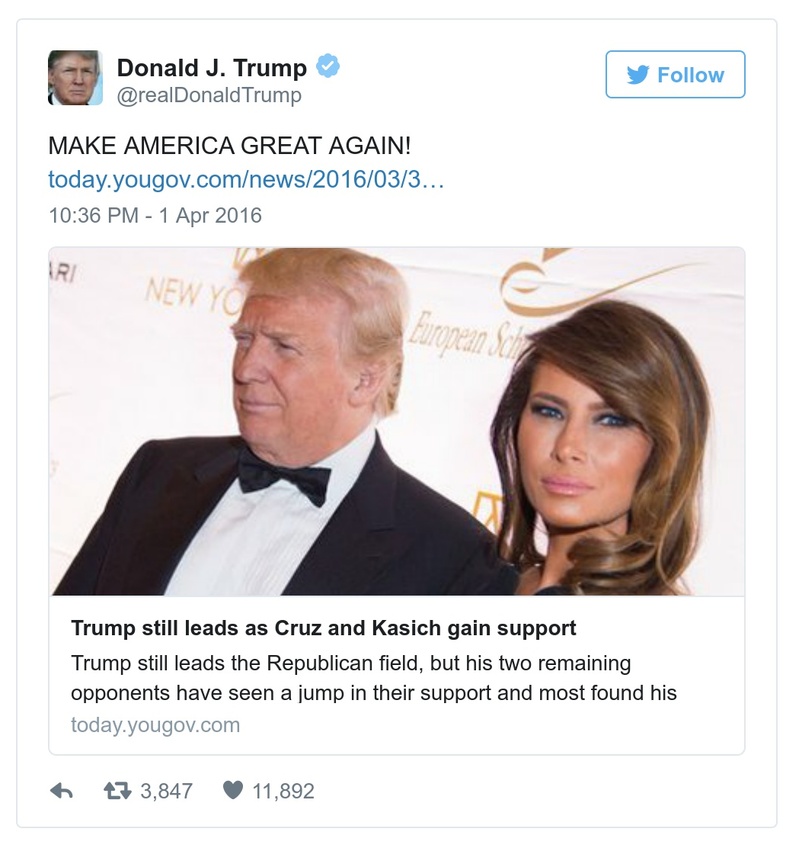 Donald J. Trump
@realDonaldTrump
Follow
MAKE AMERICA GREAT AGAIN!
today.yougov.com/news/2016/03/3…
10:36 PM - 1 Apr 2016
NEW YO
European Sch
Trump still leads as Cruz and Kasich gain support
Trump still leads the Republican field, but his two remaining
opponents have seen a jump in their support and most found his
today.yougov.com
3,847 11,892